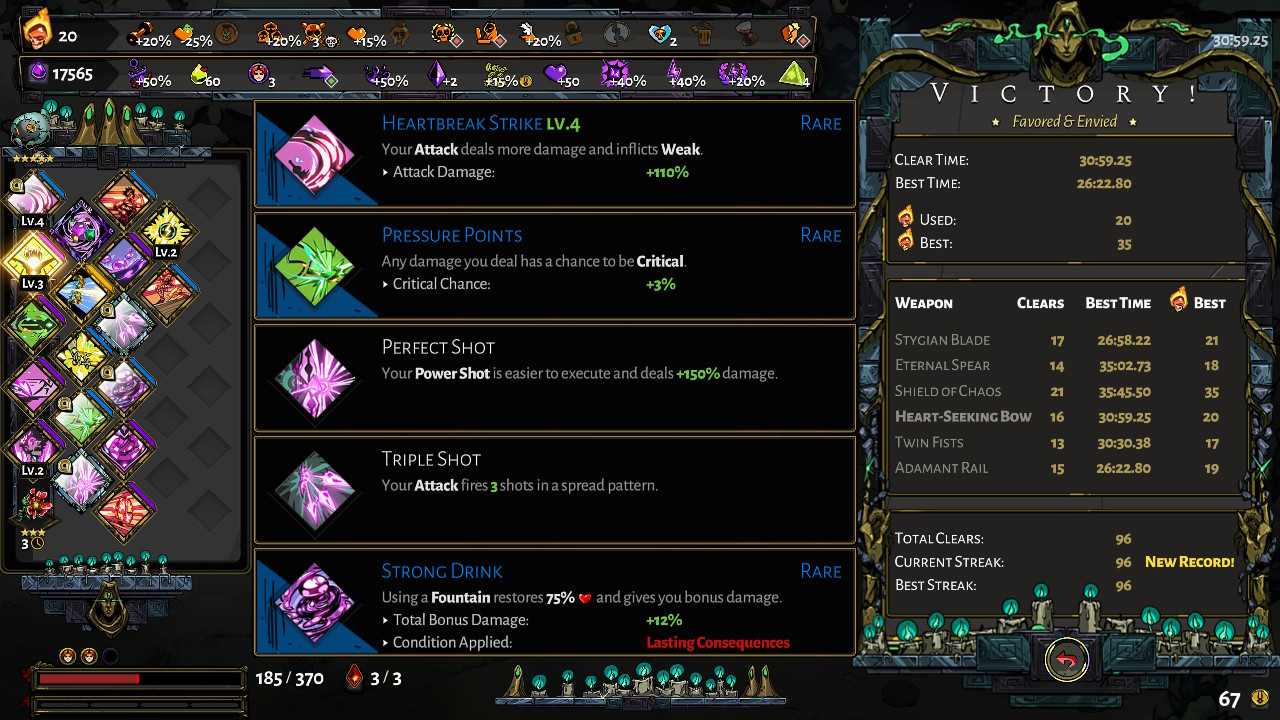 20
+20% -25% +20% 3 +15% +20% 2
30:59.25
17565
+50% 60 3 +50% +2 +15% +50 +40% +40% +20% 4
VICTORY!
Favored & Envied
HEARTBREAK STRIKE LV.4 RARE
Your Attack deals more damage and inflicts Weak.
Attack Damage: +110%
PRESSURE POINTS RARE
Any damage you deal has a chance to be Critical.
Critical Chance: +3%
PERFECT SHOT
Your Power Shot is easier to execute and deals +150% damage.
TRIPLE SHOT
Your Attack fires 3 shots in a spread pattern.
STRONG DRINK RARE
Using a Fountain restores 75% and gives you bonus damage.
Total Bonus Damage: +12%
Condition Applied: Lasting Consequences
Lv.4
Lv.2
Lv.3
Lv.2
3
185 / 370 3 / 3
CLEAR TIME: 30:59.25
BEST TIME: 26:22.80
USED: 20
BEST: 35
WEAPON CLEARS BEST TIME BEST
STYGIAN BLADE 17 26:58.22 21
ETERNAL SPEAR 14 35:02.73 18
SHIELD OF CHAOS 21 35:45.50 35
HEART-SEEKING BOW 16 30:59.25 20
TWIN FISTS 13 30:30.38 17
ADAMANT RAIL 15 26:22.80 19
TOTAL CLEARS: 96
CURRENT STREAK: 96 NEW RECORD!
BEST STREAK: 96
67